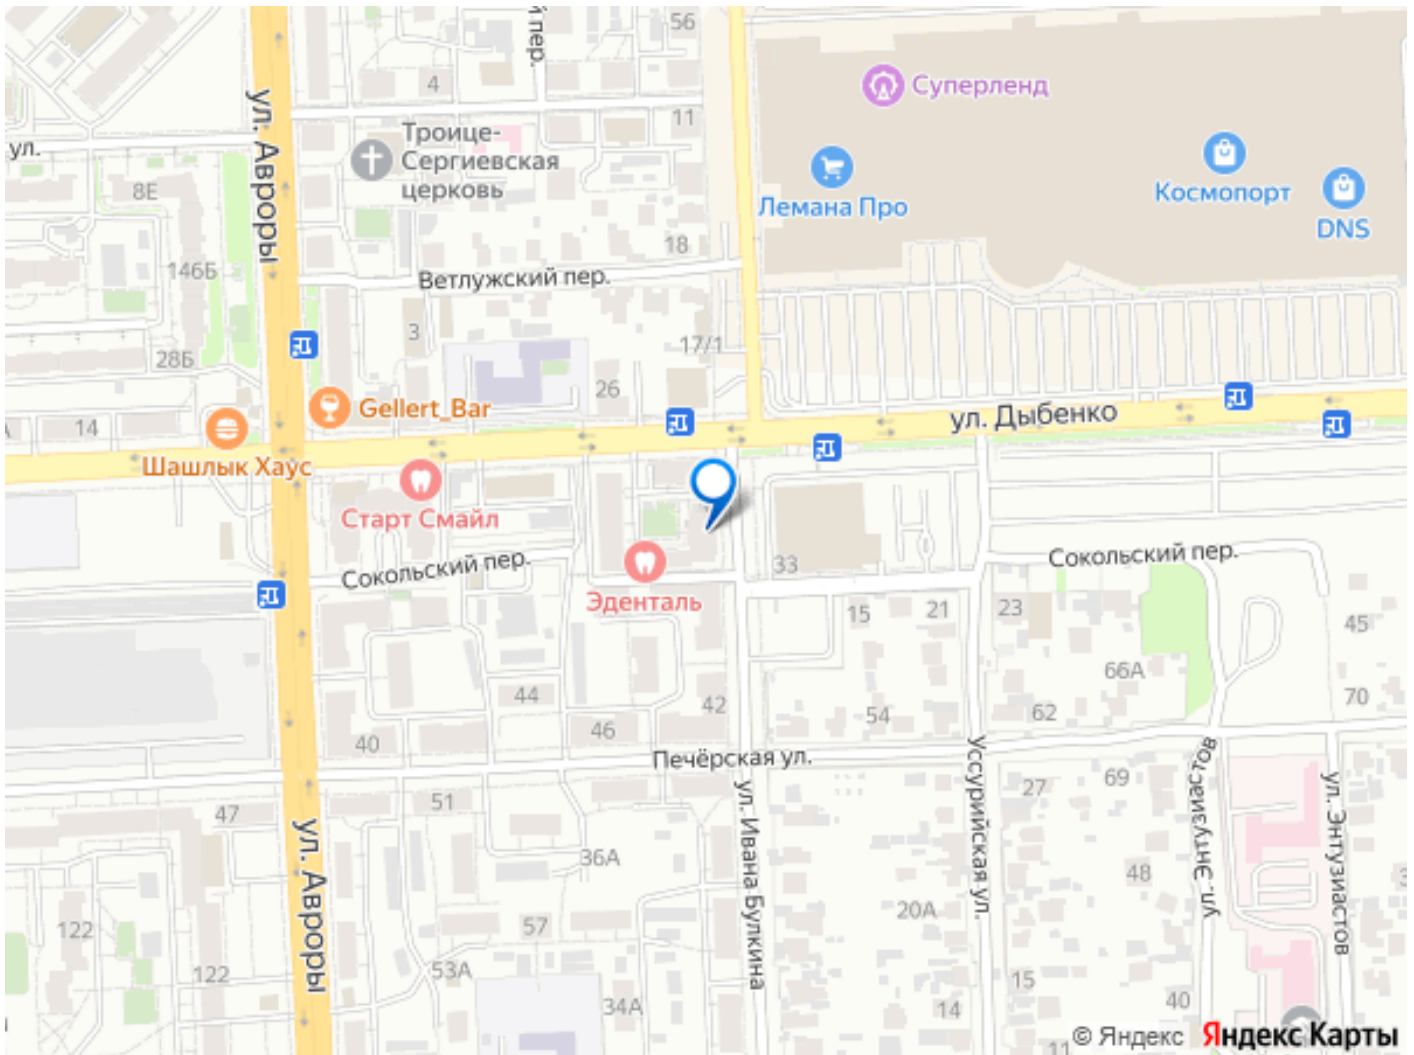 56
й пер.
4
Суперленд
ул. Авроры
11
Троице-
Сергиевская
церковь
ул.
8Е
Лемана Про
Космопорт
DNS
18
146Б
Ветлужский пер.
3
17/1
28Б
26
Gellert_Bar
ул. Дыбенко
14
Шашлык Хаус
Старт Смайл
Сокольский пер.
33
Сокольский пер.
Эденталь
15
21
23
45
66А
44
42
70
46
54
62
40
Печёрская ул.
47
51
ул. Ивана Булкина
Уссурийская ул.
27
69
ул. Энтузиастов
ул. Энтузиастов
ул. Авроры
36А
48
20А
57
122
122
53А
34А
15
14
40
11
© Яндекс Яндекс Карты